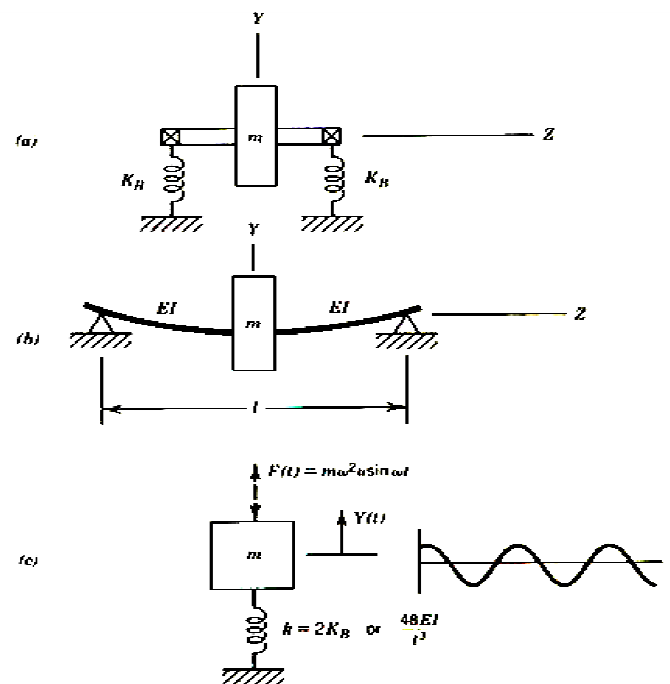 Y
(a)
m
Z
K_B
K_B
Y
EI
EI
(b)
m
Z
l
F(t) = mω²a sin ωt
Y(t)
(c)
m
k = 2K_B or 48EI/l³